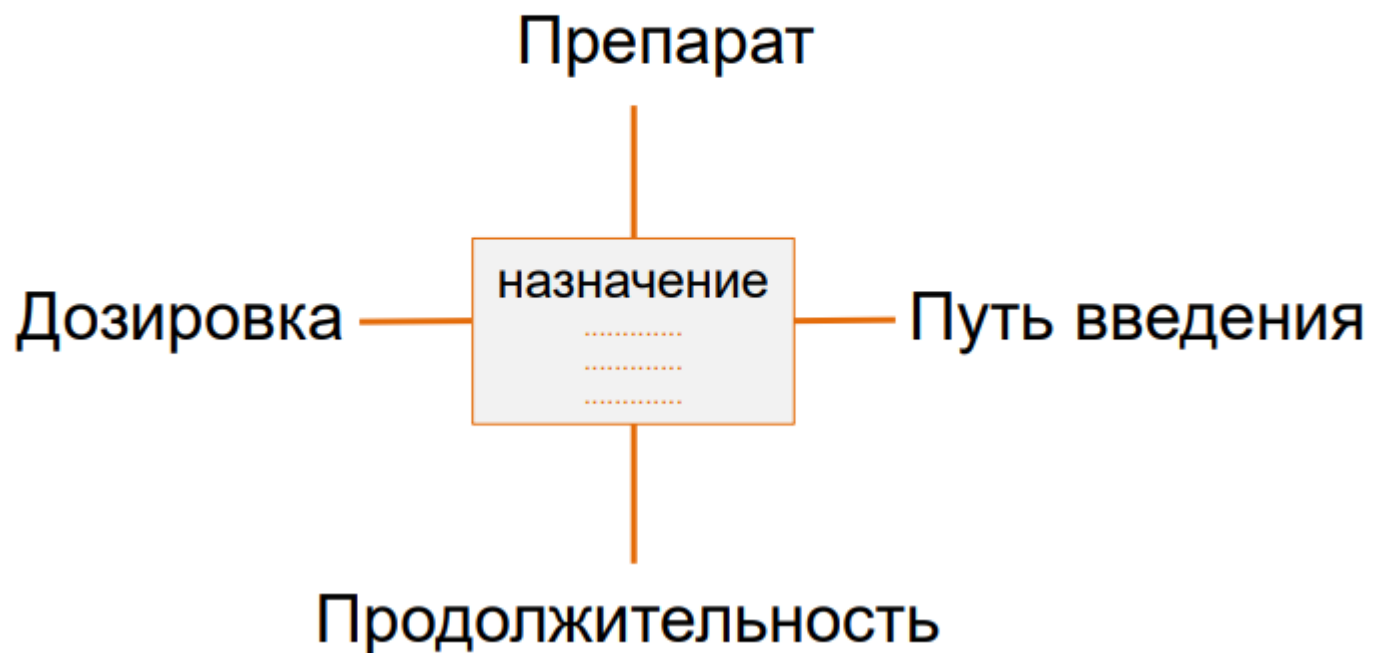 Препарат
назначение
.............
.............
.............
Дозировка
Путь введения
Продолжительность